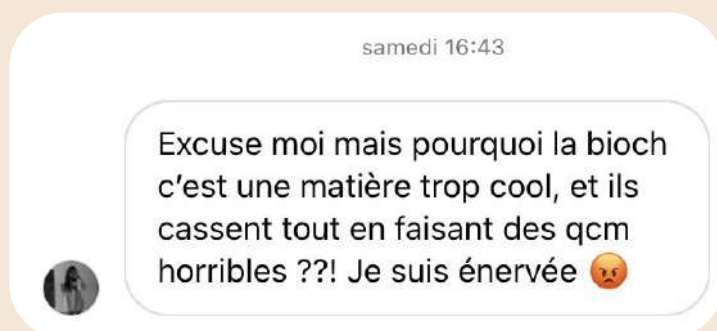 samedi 16:43
Excuse moi mais pourquoi la bioch
c'est une matière trop cool, et ils
cassent tout en faisant des qcm
horribles ??! Je suis énervée 😡